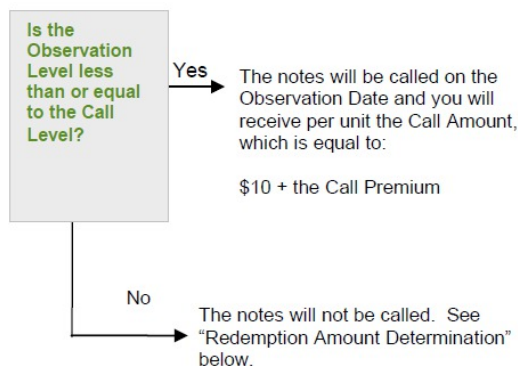 Is the
Observation
Level less
than or equal
to the Call
Level?
Yes
The notes will be called on the
Observation Date and you will
receive per unit the Call Amount,
which is equal to:
$10 + the Call Premium
No
The notes will not be called. See
“Redemption Amount Determination”
below.